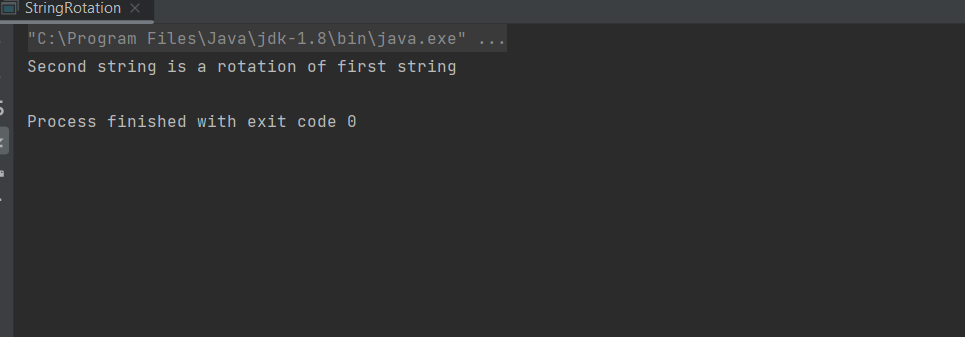 StringRotation
"C:\Program Files\Java\jdk-1.8\bin\java.exe" ...
Second string is a rotation of first string
Process finished with exit code 0